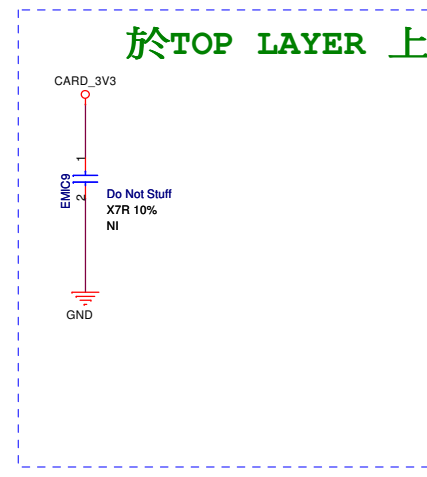 於TOP LAYER 上
CARD_3V3
1
EMIC9
2
Do Not Stuff
X7R 10%
NI
GND